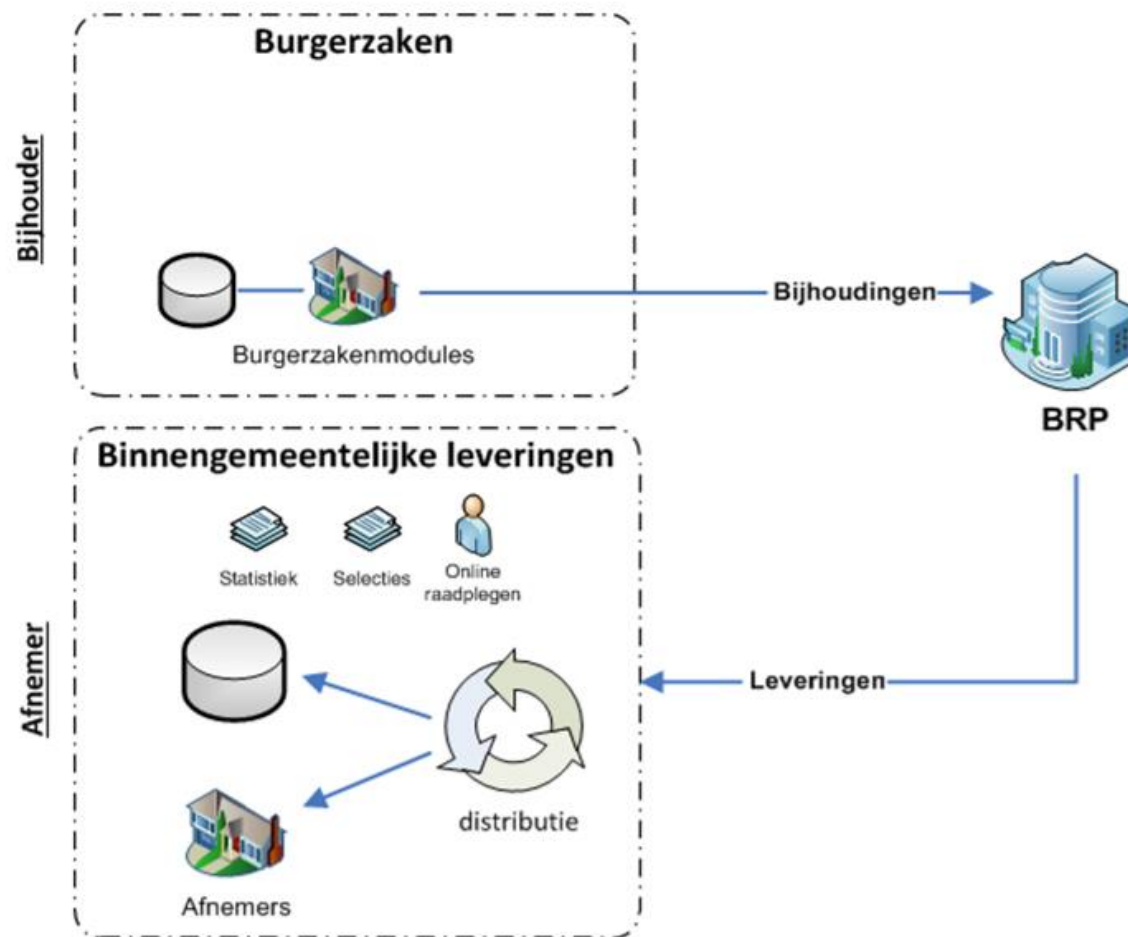 Burgerzaken
Bijhouder
Burgerzakenmodules
Bijhoudingen
BRP
Binnengemeentelijke leveringen
Statistiek
Selecties
Online
raadplegen
Afnemer
Leveringen
distributie
Afnemers